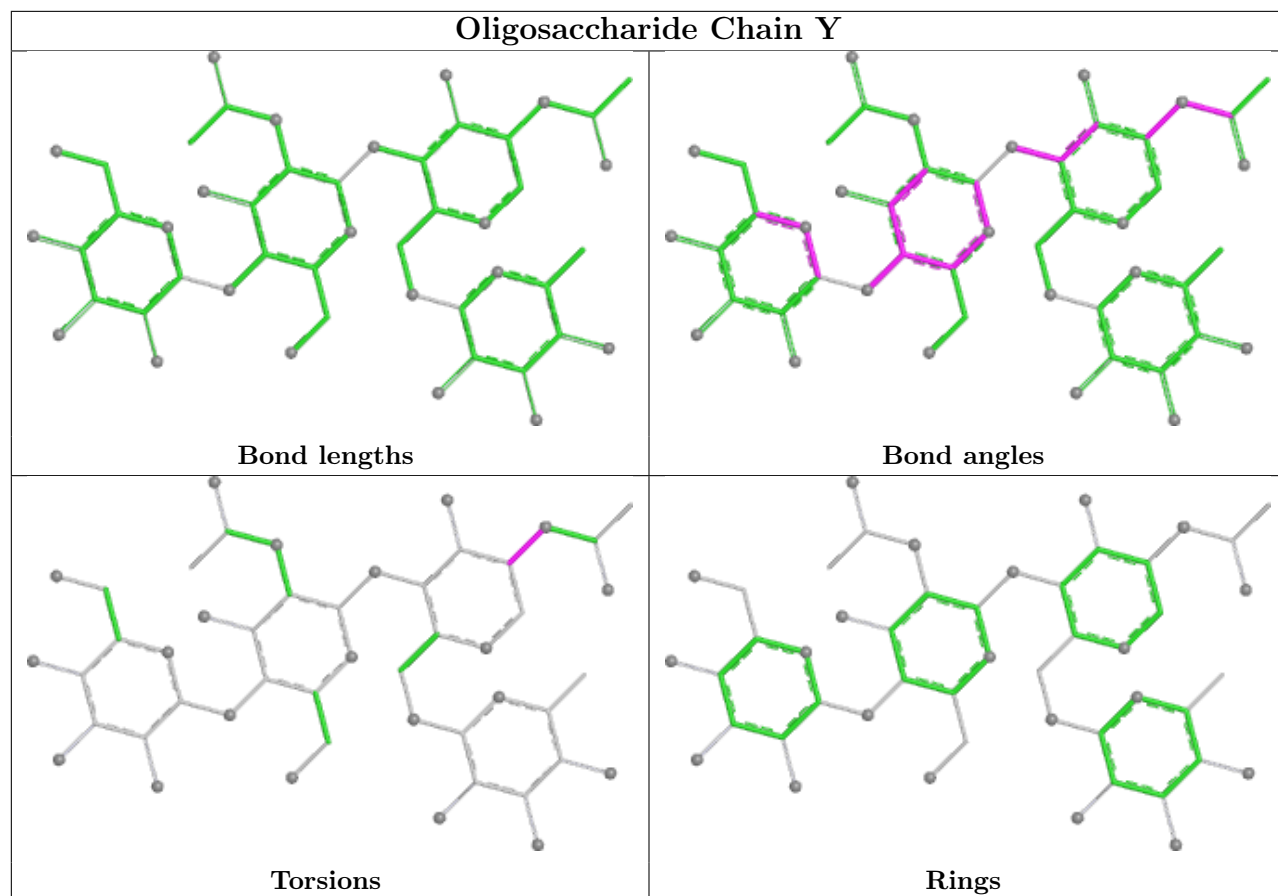 Oligosaccharide Chain Y
Bond lengths
Bond angles
Torsions
Rings